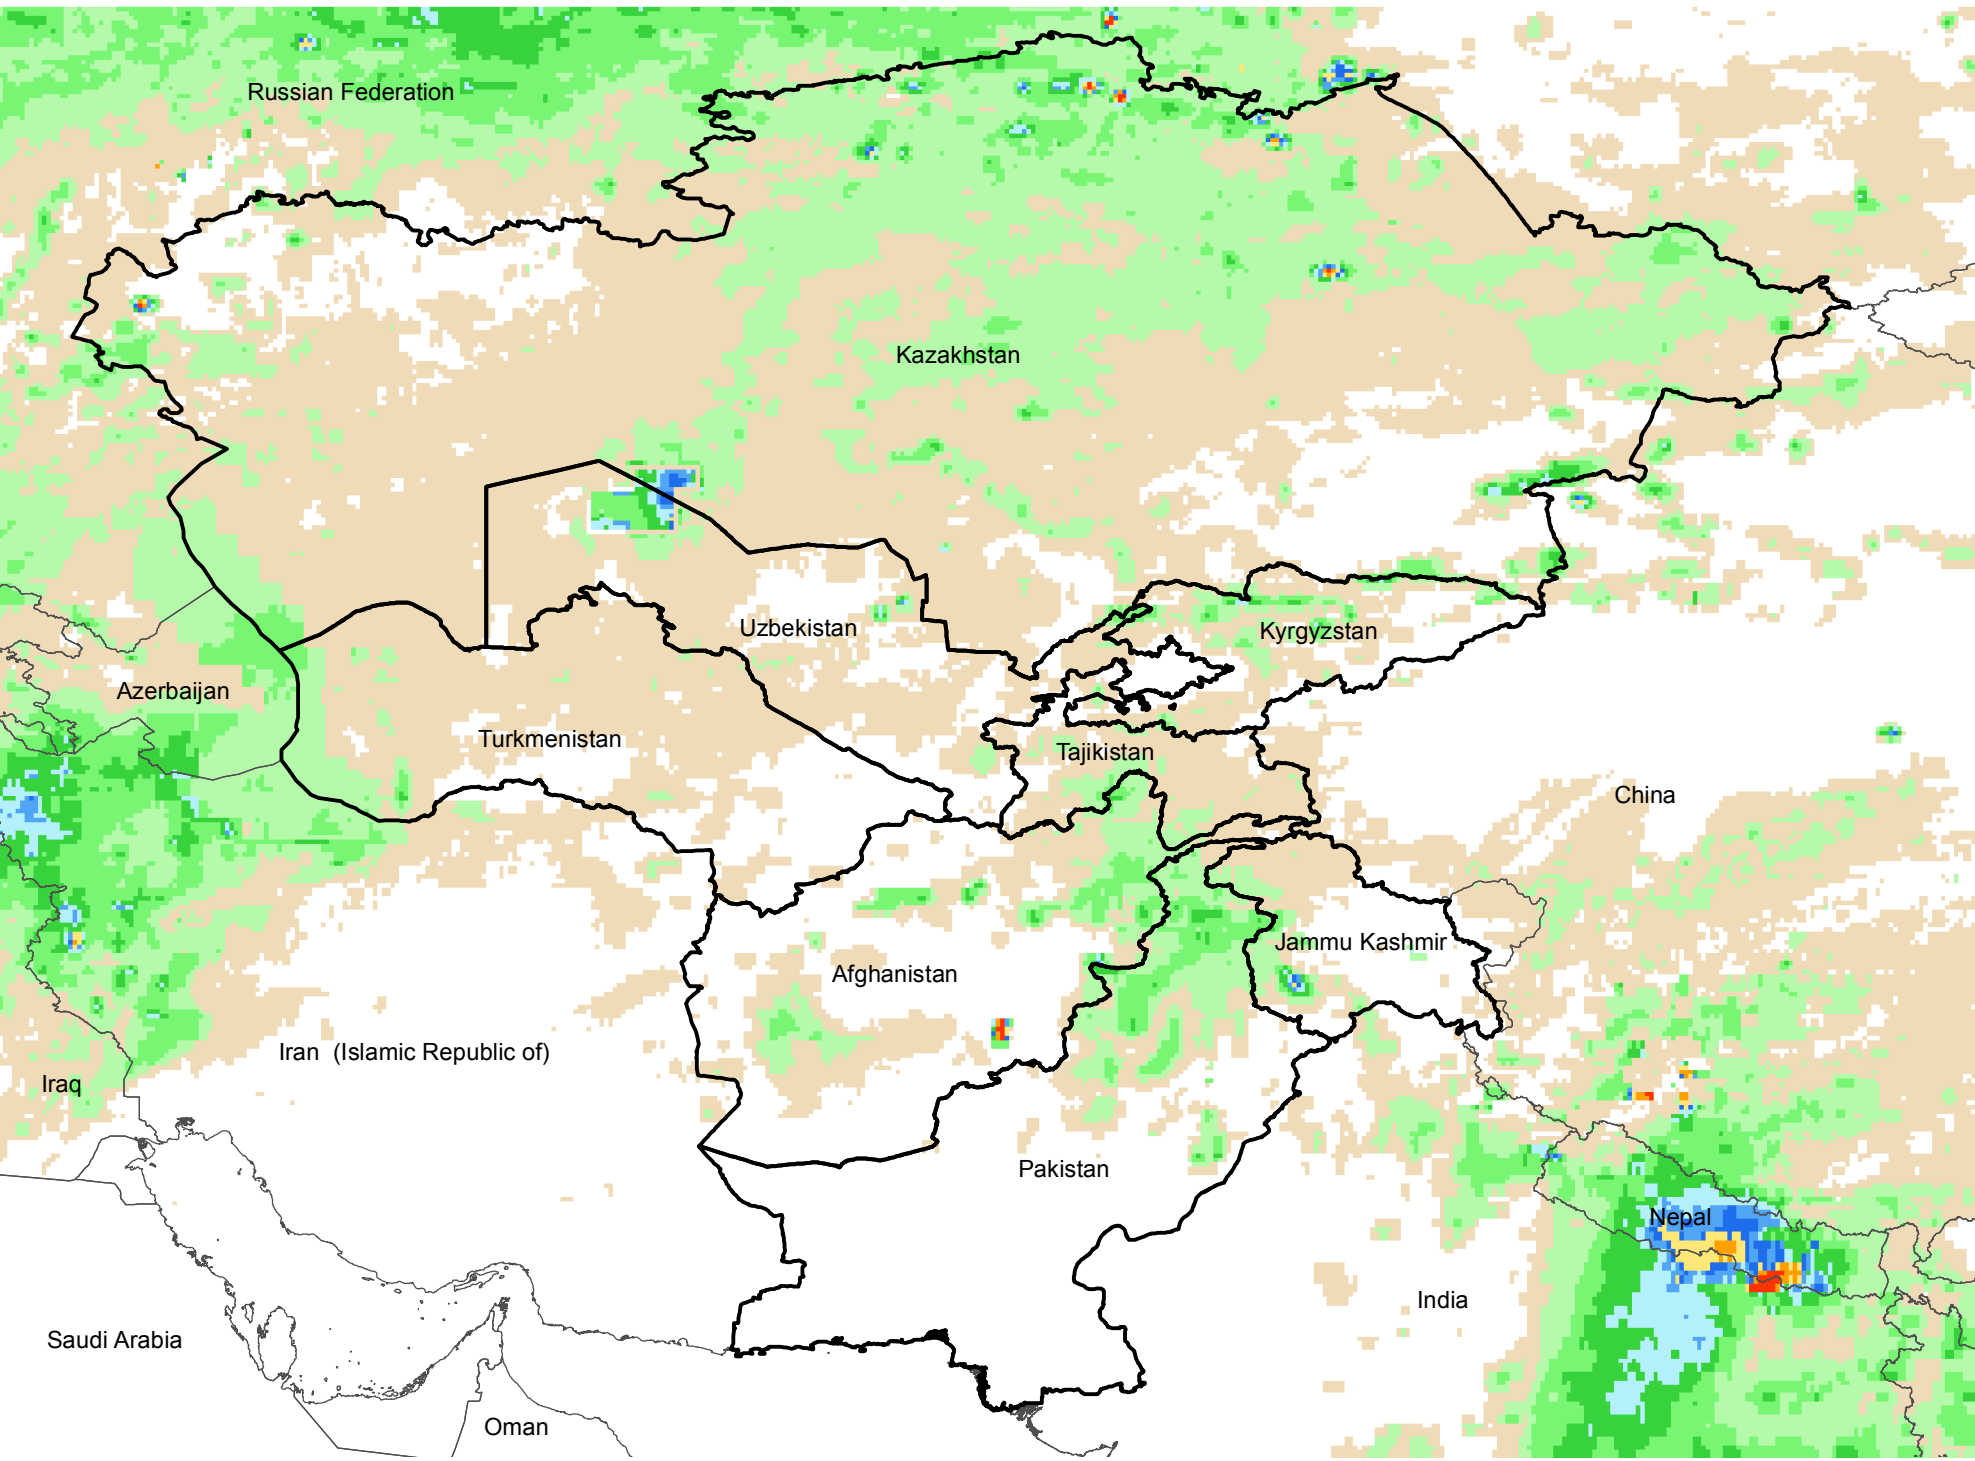 Russian Federation
Kazakhstan
Uzbekistan
Kyrgyzstan
Azerbaijan
Turkmenistan
Tajikistan
China
Jammu Kashmir
Afghanistan
Iran  (Islamic Republic of)
Iraq
Pakistan
Nepal
India
Saudi Arabia
Oman